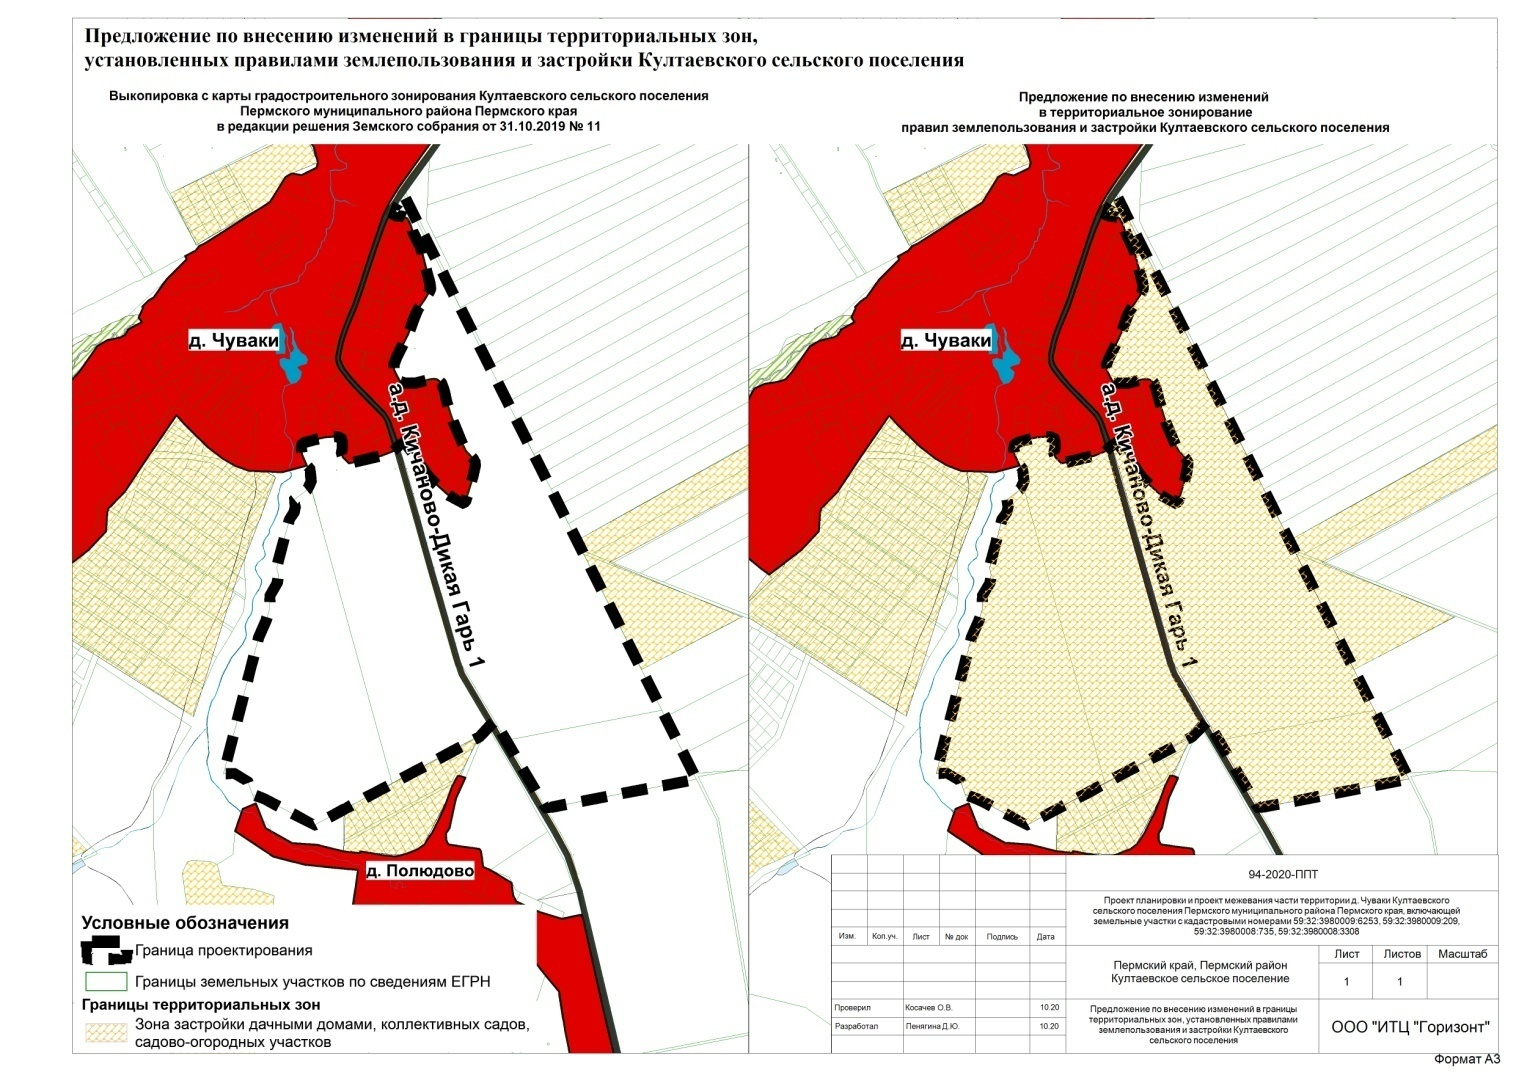 Предложение по внесению изменений в границы территориальных зон,
установленных правилами землепользования и застройки Култаевского сельского поселения
Выкопировка с карты градостроительного зонирования Култаевского сельского поселения
Пермского муниципального района Пермского края
в редакции решения Земского собрания от 31.10.2019 № 11
Предложение по внесению изменений
в территориальное зонирование
правил землепользования и застройки Култаевского сельского поселения
д. Чуваки
а.д. Кичаново-Дикая Гарь 1
д. Полюдово
д. Чуваки
а.д. Кичаново-Дикая Гарь 1
Условные обозначения
Граница проектирования
Границы земельных участков по сведениям ЕГРН
Границы территориальных зон
Зона застройки дачными домами, коллективных садов,
садово-огородных участков
94-2020-ППТ
Проект планировки и проект межевания части территории д. Чуваки Култаевского
сельского поселения Пермского муниципального района Пермского края, включающей
земельные участки с кадастровыми номерами 59:32:3980009:6253, 59:32:3980009:209,
59:32:3980008:735, 59:32:3980008:3308
Изм. Кол.уч. Лист № док Подпись Дата
Пермский край, Пермский район
Култаевское сельское поселение
Лист Листов Масштаб
1 1
Проверил Косачев О.В. 10.20
Разработал Пенягина Д.Ю. 10.20
Предложение по внесению изменений в границы
территориальных зон, установленных правилами
землепользования и застройки Култаевского
сельского поселения
ООО "ИТЦ "Горизонт"
Формат А3